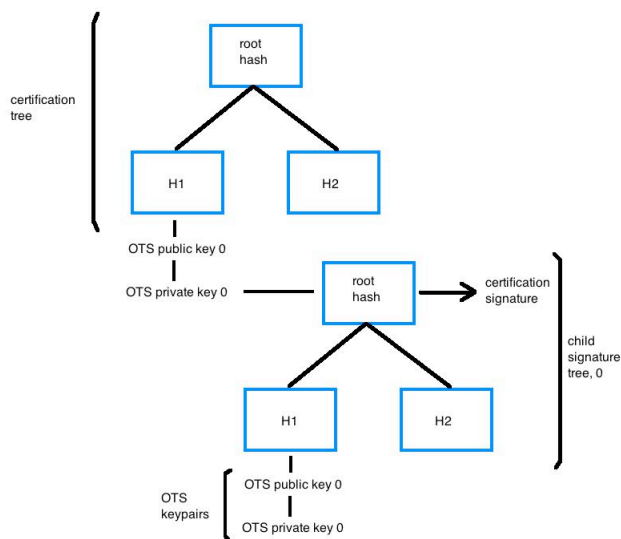 root
hash
certification
tree
H1
H2
OTS public key 0
OTS private key 0
root
hash
certification
signature
child
signature
tree, 0
H1
H2
OTS public key 0
OTS
keypairs
OTS private key 0